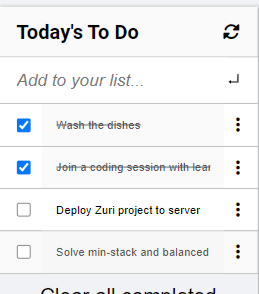 Today's To Do
Add to your list...
Wash the dishes
Join a coding session with lear
Deploy Zuri project to server
Solve min-stack and balanced
Clear all completed